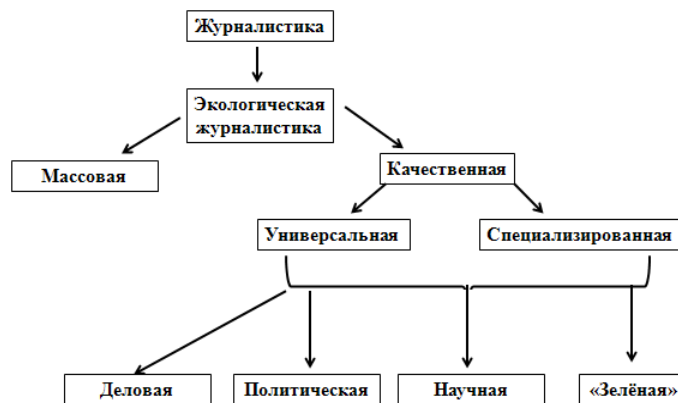 Журналистика
Экологическая
журналистика
Массовая
Качественная
Универсальная
Специализированная
Деловая
Политическая
Научная
«Зелёная»